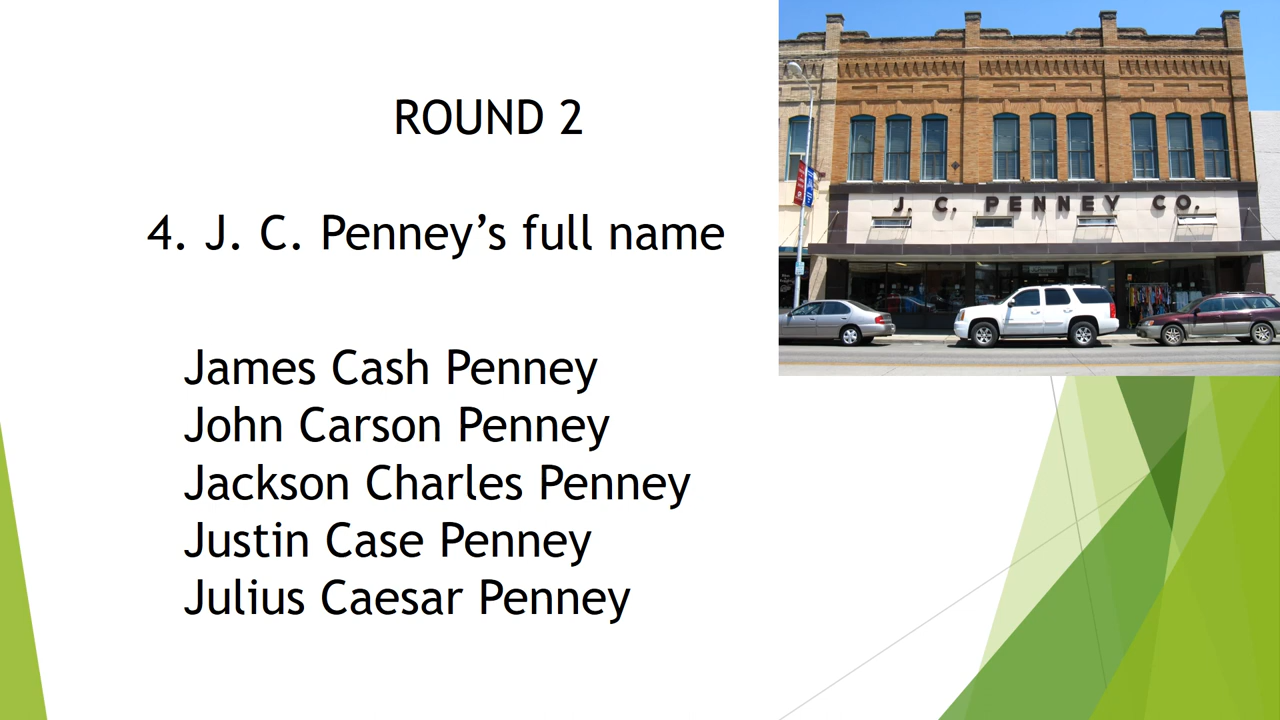 ROUND 2
4. J. C. Penney’s full name
James Cash Penney
John Carson Penney
Jackson Charles Penney
Justin Case Penney
Julius Caesar Penney
J. C. PENNEY CO.